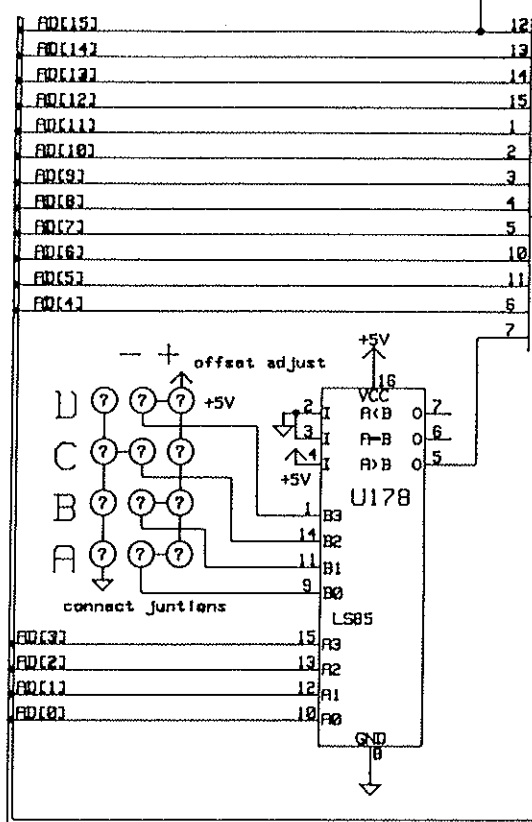 AD[15] 12
AD[14] 13
AD[13] 14
AD[12] 15
AD[11] 1
AD[10] 2
AD[9] 3
AD[8] 4
AD[7] 5
AD[6] 10
AD[5] 11
AD[4] 6
7
- + offset adjust
+5V
16
VCC
D ? ? ? +5V
2 I A<B O 7
3 I A=B O 6
4 I A>B O 5
+5V
C ? ? ?
U178
B ? ? ?
1 B3
14 B2
A ? ? ?
11 B1
9 B0
connect juntions
LS85
AD[3] 15 A3
AD[2] 13 A2
AD[1] 12 A1
AD[0] 10 A0
GND
8